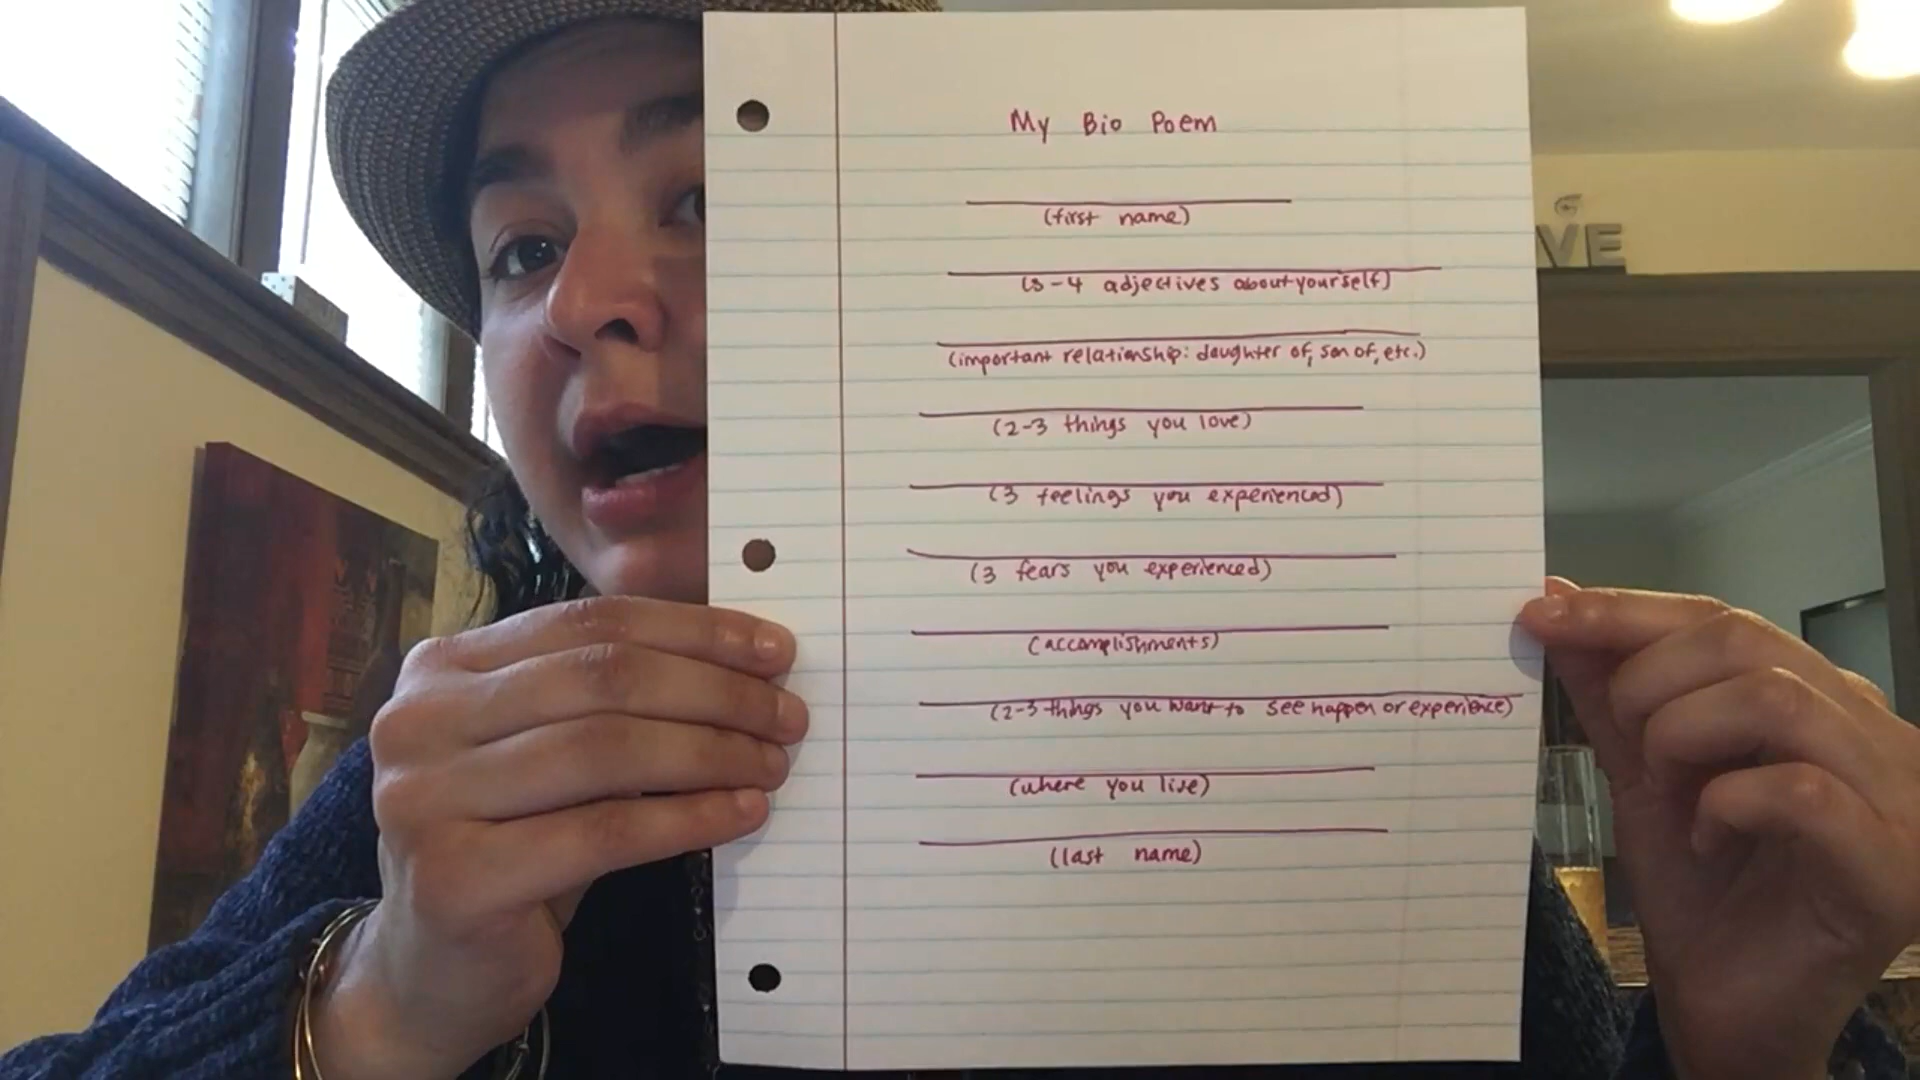 My Bio Poem
(first name)
(3-4 adjectives about yourself)
(important relationship: daughter of, son of, etc.)
(2-3 things you love)
(3 feelings you experienced)
(3 fears you experienced)
(accomplishments)
(2-3 things you want to see happen or experience)
(where you live)
(last name)
VE